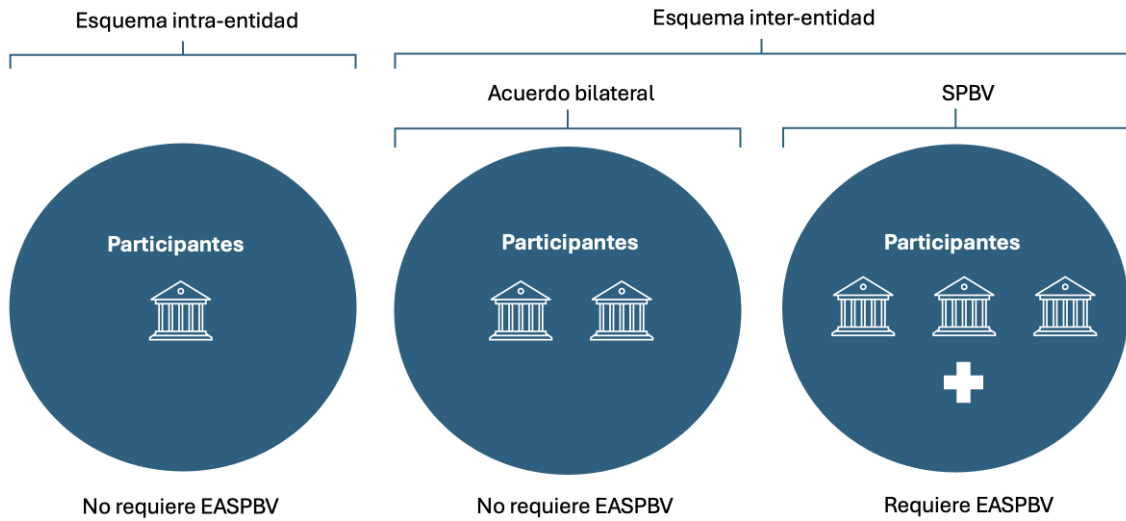 Esquema intra-entidad
Esquema inter-entidad
Acuerdo bilateral
SPBV
Participantes
Participantes
Participantes
No requiere EASPBV
No requiere EASPBV
Requiere EASPBV